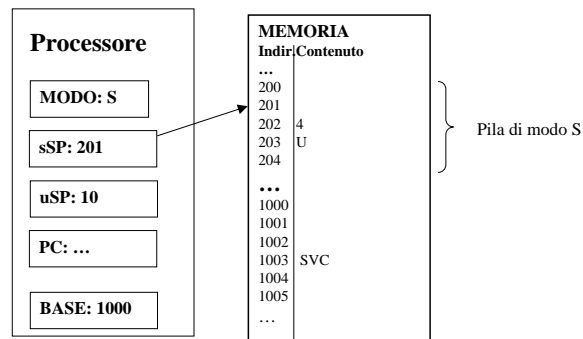 Processore
MODO: S
sSP: 201
uSP: 10
PC: …
BASE: 1000
MEMORIA
Indir. Contenuto
...
200
201
202 4
203 U
204
...
1000
1001
1002
1003 SVC
1004
1005
...
Pila di modo S